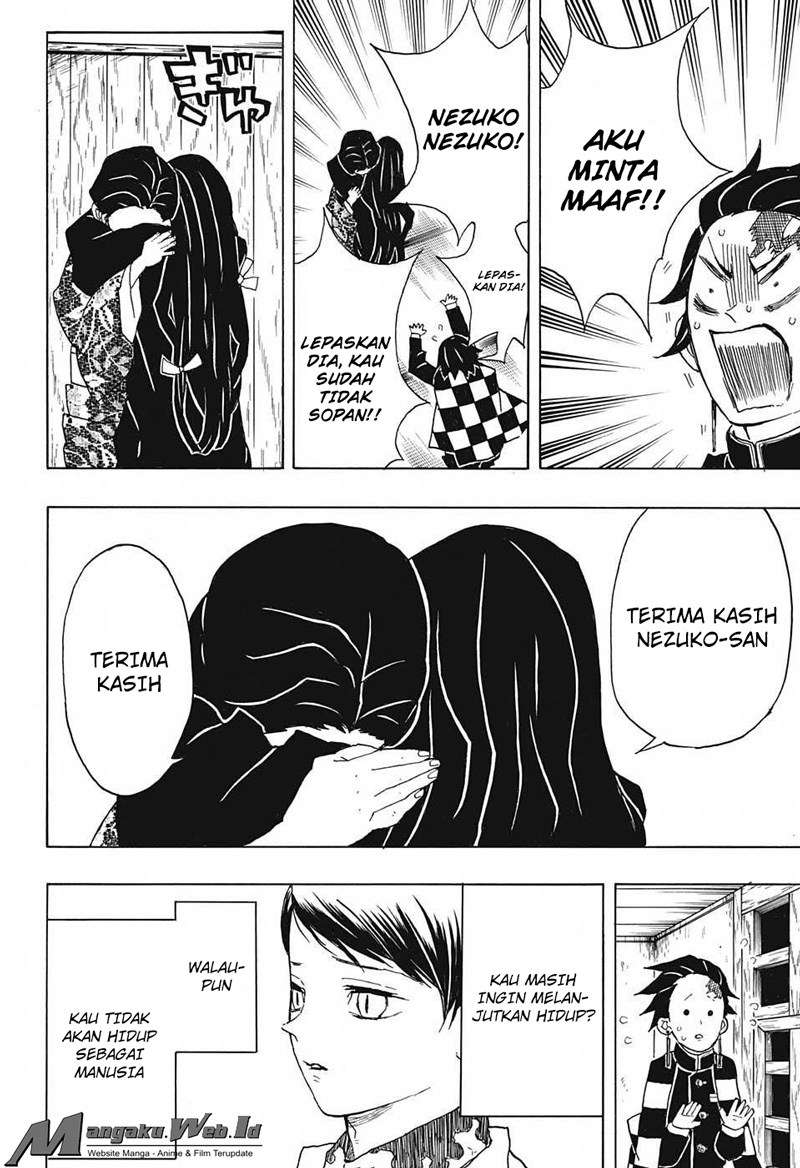 AKU
MINTA
MAAF!!
NEZUKO
NEZUKO!
LEPAS-
KAN DIA!
LEPASKAN
DIA, KAU
SUDAH
TIDAK
SOPAN!!
ぎゅ
TERIMA KASIH
NEZUKO-SAN
TERIMA
KASIH
KAU MASIH
INGIN MELAN-
JUTKAN HIDUP?
WALAU-
PUN
KAU TIDAK
AKAN HIDUP
SEBAGAI
MANUSIA
Mangaku.Web.Id
Website Manga - Anime & Film Terupdate